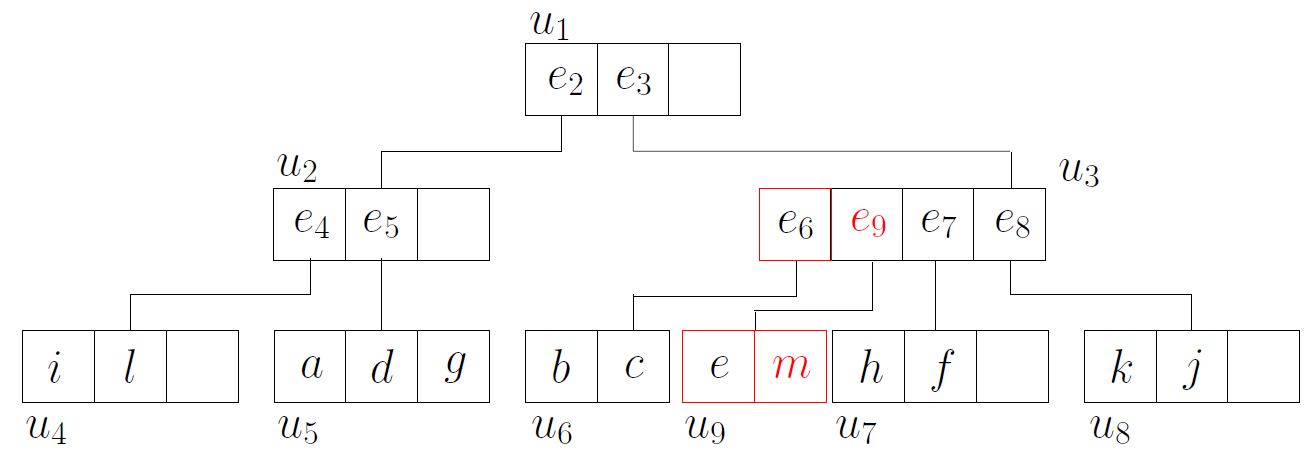 u₁
e₂ e₃
u₂ u₃
e₄ e₅ e₆ e₉ e₇ e₈
i l a d g b c e m h f k j
u₄ u₅ u₆ u₉ u₇ u₈